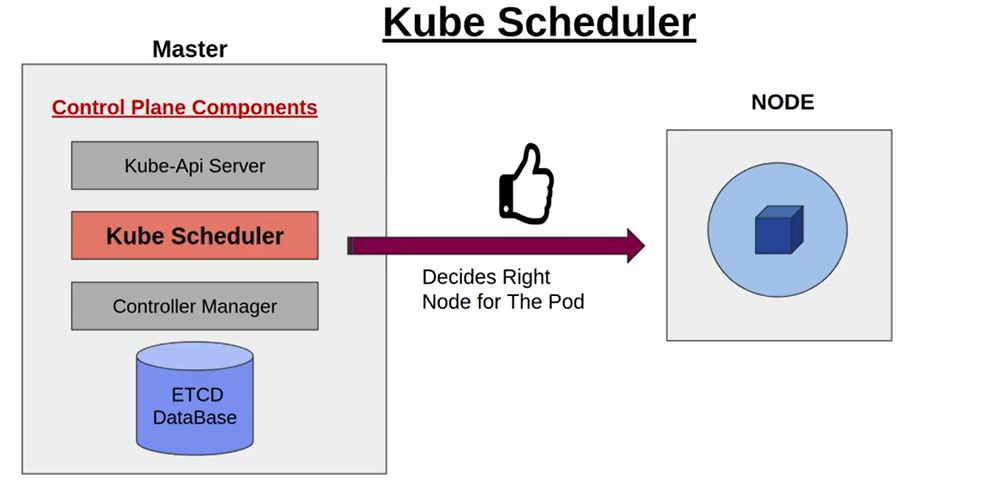 Kube Scheduler
Master
Control Plane Components
Kube-Api Server
Kube Scheduler
Controller Manager
ETCD
DataBase
Decides Right
Node for The Pod
NODE